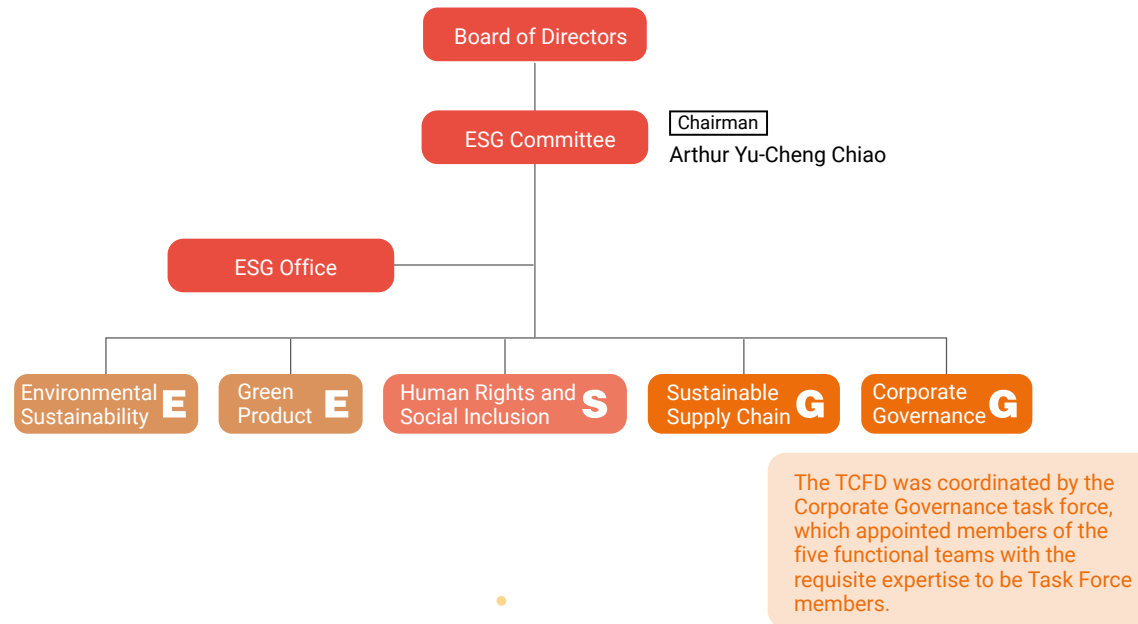 Board of Directors
ESG Committee
Chairman
Arthur Yu-Cheng Chiao
ESG Office
Environmental
Sustainability
E
Green
Product
E
Human Rights and
Social Inclusion
S
Sustainable
Supply Chain
G
Corporate
Governance
G
The TCFD was coordinated by the
Corporate Governance task force,
which appointed members of the
five functional teams with the
requisite expertise to be Task Force
members.